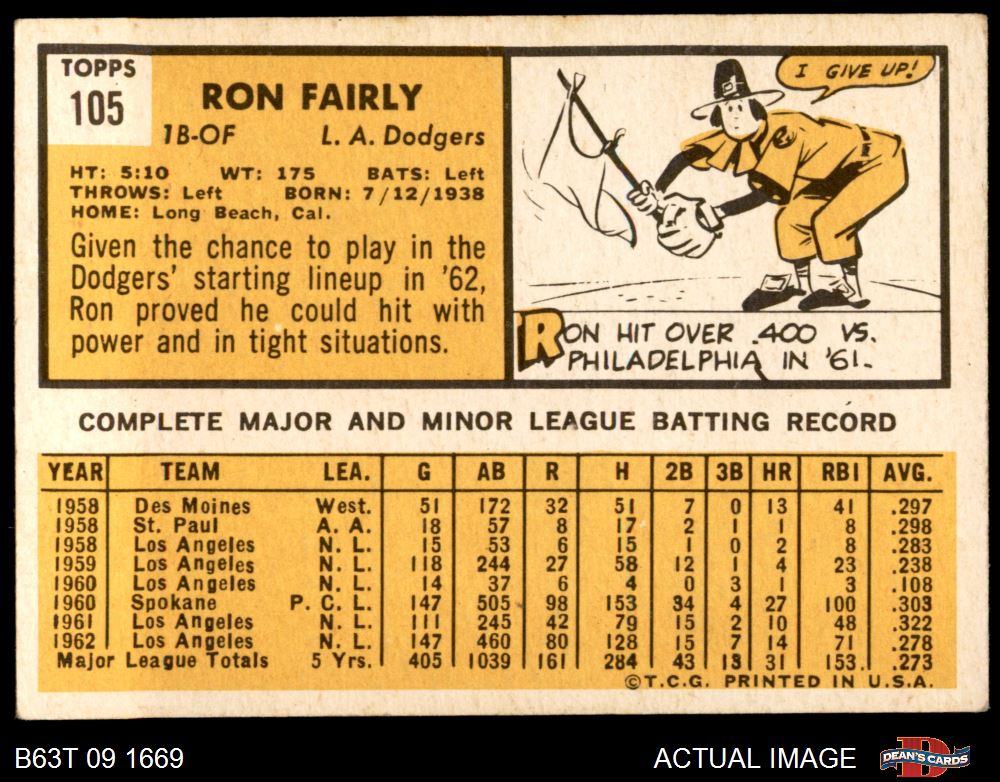 TOPPS
105
RON FAIRLY
1B-OF L. A. Dodgers
HT: 5:10 WT: 175 BATS: Left
THROWS: Left BORN: 7/12/1938
HOME: Long Beach, Cal.
Given the chance to play in the
Dodgers' starting lineup in '62,
Ron proved he could hit with
power and in tight situations.
I GIVE UP!
RON HIT OVER .400 VS.
PHILADELPHIA IN '61.
COMPLETE MAJOR AND MINOR LEAGUE BATTING RECORD
YEAR TEAM LEA. G AB R H 2B 3B HR RBI AVG.
1958 Des Moines West. 51 172 32 51 7 0 13 41 .297
1958 St. Paul A. A. 18 57 8 17 2 1 1 8 .298
1958 Los Angeles N. L. 15 53 6 15 1 0 2 8 .283
1959 Los Angeles N. L. 118 244 27 58 12 1 4 23 .238
1960 Los Angeles N. L. 14 37 6 4 0 3 1 3 .108
1960 Spokane P. C. L. 147 505 98 153 34 4 27 100 .303
1961 Los Angeles N. L. 111 245 42 79 15 2 10 48 .322
1962 Los Angeles N. L. 147 460 80 128 15 7 14 71 .278
Major League Totals 5 Yrs. 405 1039 161 284 43 13 31 153 .273
©T.C.G. PRINTED IN U.S.A.
B63T 09 1669 ACTUAL IMAGE DEAN'S CARDS